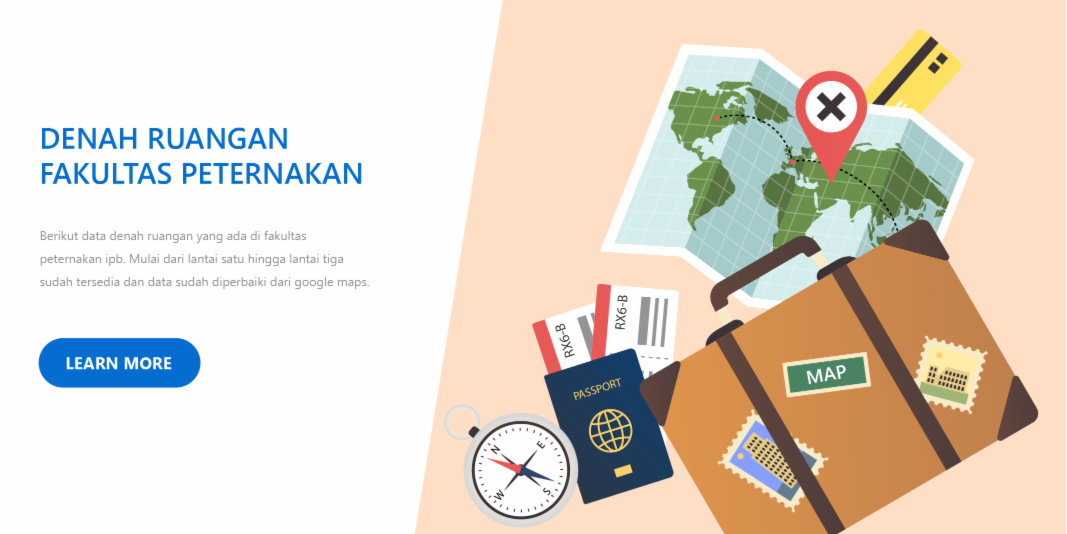 DENAH RUANGAN
FAKULTAS PETERNAKAN
Berikut data denah ruangan yang ada di fakultas
peternakan ipb. Mulai dari lantai satu hingga lantai tiga
sudah tersedia dan data sudah diperbaiki dari google maps.
LEARN MORE
RX6-B
RX6-B
PASSPORT
MAP
N
E
W
S